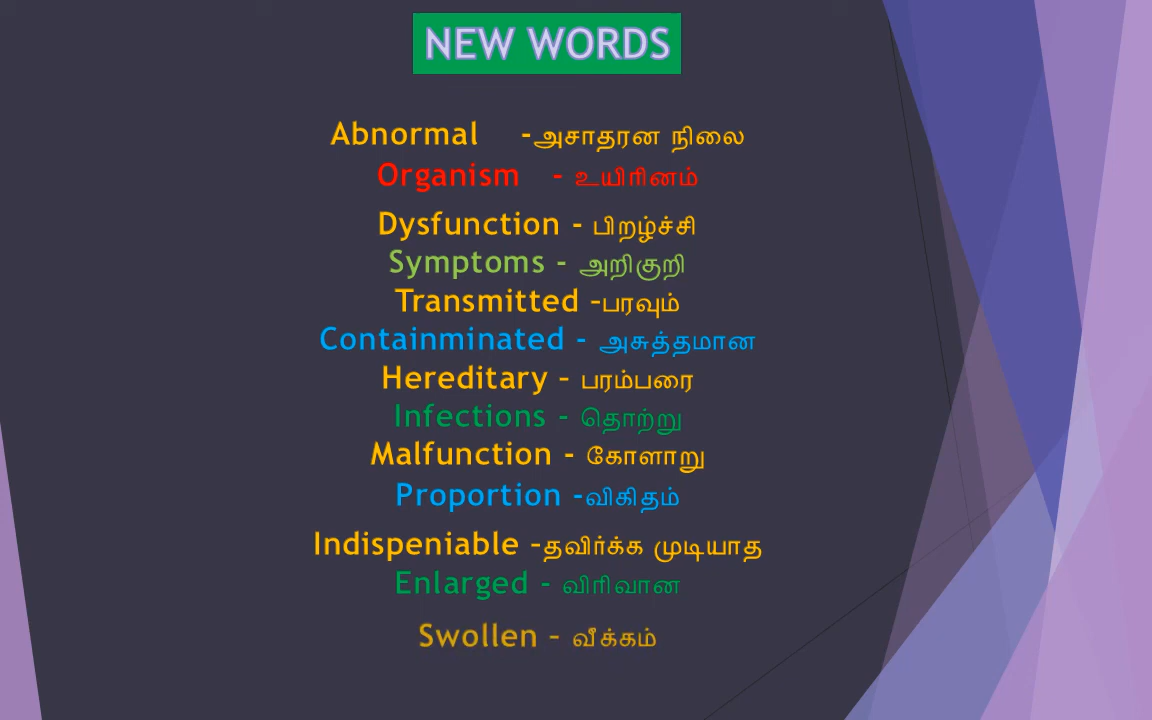 NEW WORDS
Abnormal -அசாதரன நிலை
Organism - உயிரினம்
Dysfunction - பிறழ்ச்சி
Symptoms - அறிகுறி
Transmitted -பரவும்
Containminated - அசுத்தமான
Hereditary - பரம்பரை
Infections - தொற்று
Malfunction - கோளாறு
Proportion -விகிதம்
Indispeniable -தவிர்க்க முடியாத
Enlarged - விரிவான
Swollen - வீக்கம்